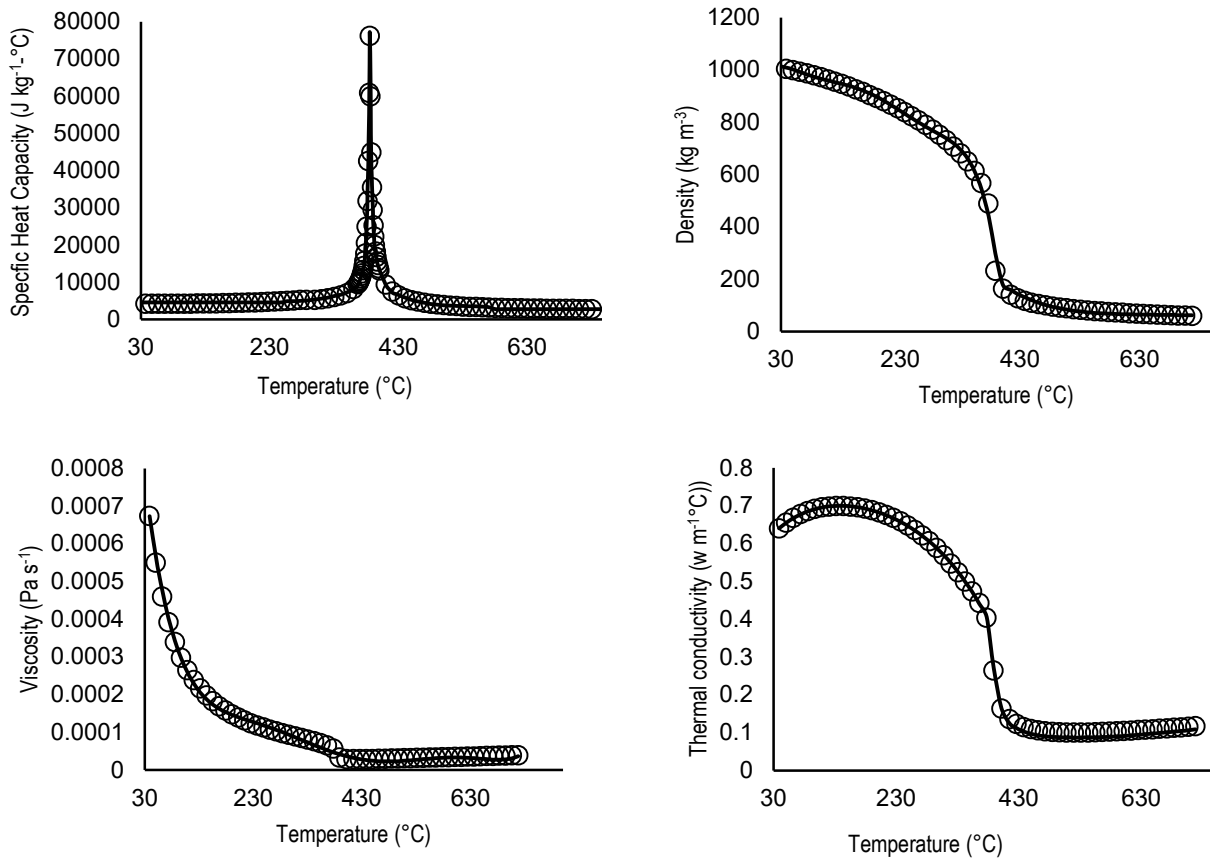 80000
70000
60000
50000
40000
30000
20000
10000
0
Specfic Heat Capacity (J kg⁻¹-°C)
30 230 430 630
Temperature (°C)
1200
1000
800
600
400
200
0
Density (kg m⁻³)
30 230 430 630
Temperature (°C)
0.0008
0.0007
0.0006
0.0005
0.0004
0.0003
0.0002
0.0001
0
Viscosity (Pa s⁻¹)
30 230 430 630
Temperature (°C)
0.8
0.7
0.6
0.5
0.4
0.3
0.2
0.1
0
Thermal conductivity (w m⁻¹°C))
30 230 430 630
Temperature (°C)